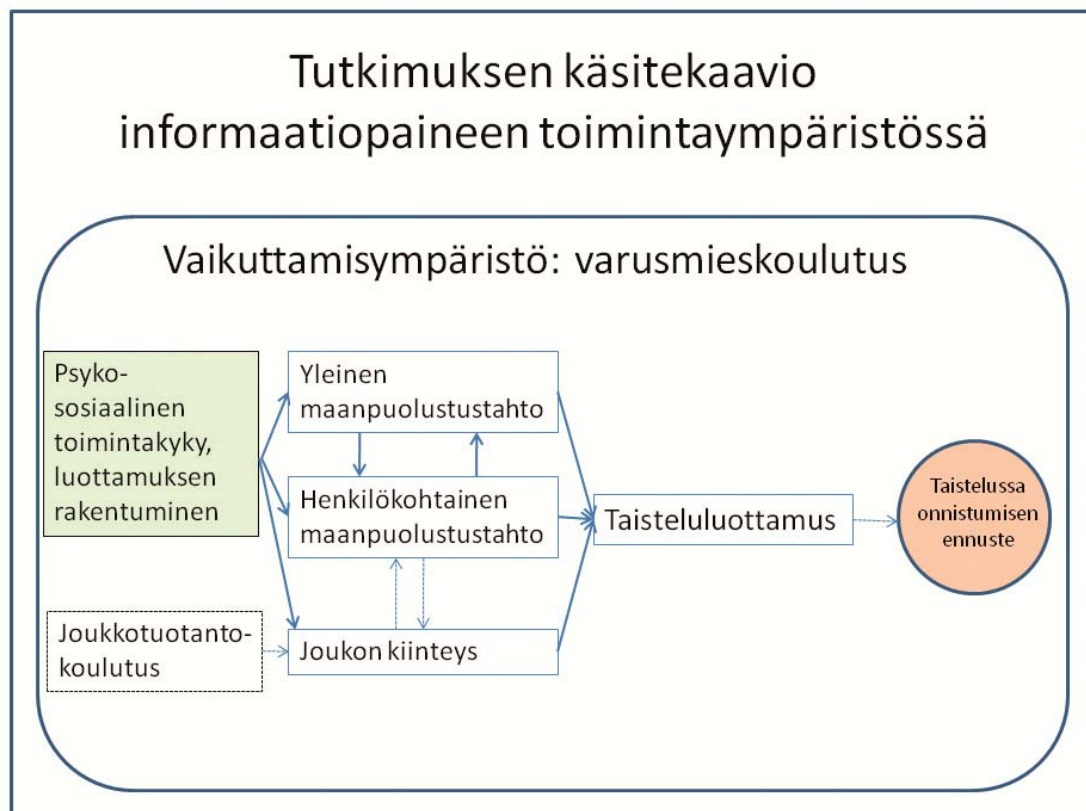 Tutkimuksen käsitekaavio
informaatiopaineen toimintaympäristössä
Vaikuttamisympäristö: varusmieskoulutus
Psyko-
sosiaalinen
toimintakyky,
luottamuksen
rakentuminen
Yleinen
maanpuolustustahto
Henkilökohtainen
maanpuolustustahto
Taisteluluottamus
Taistelussa
onnistumisen
ennuste
Joukkotuotanto-
koulutus
Joukon kiinteys